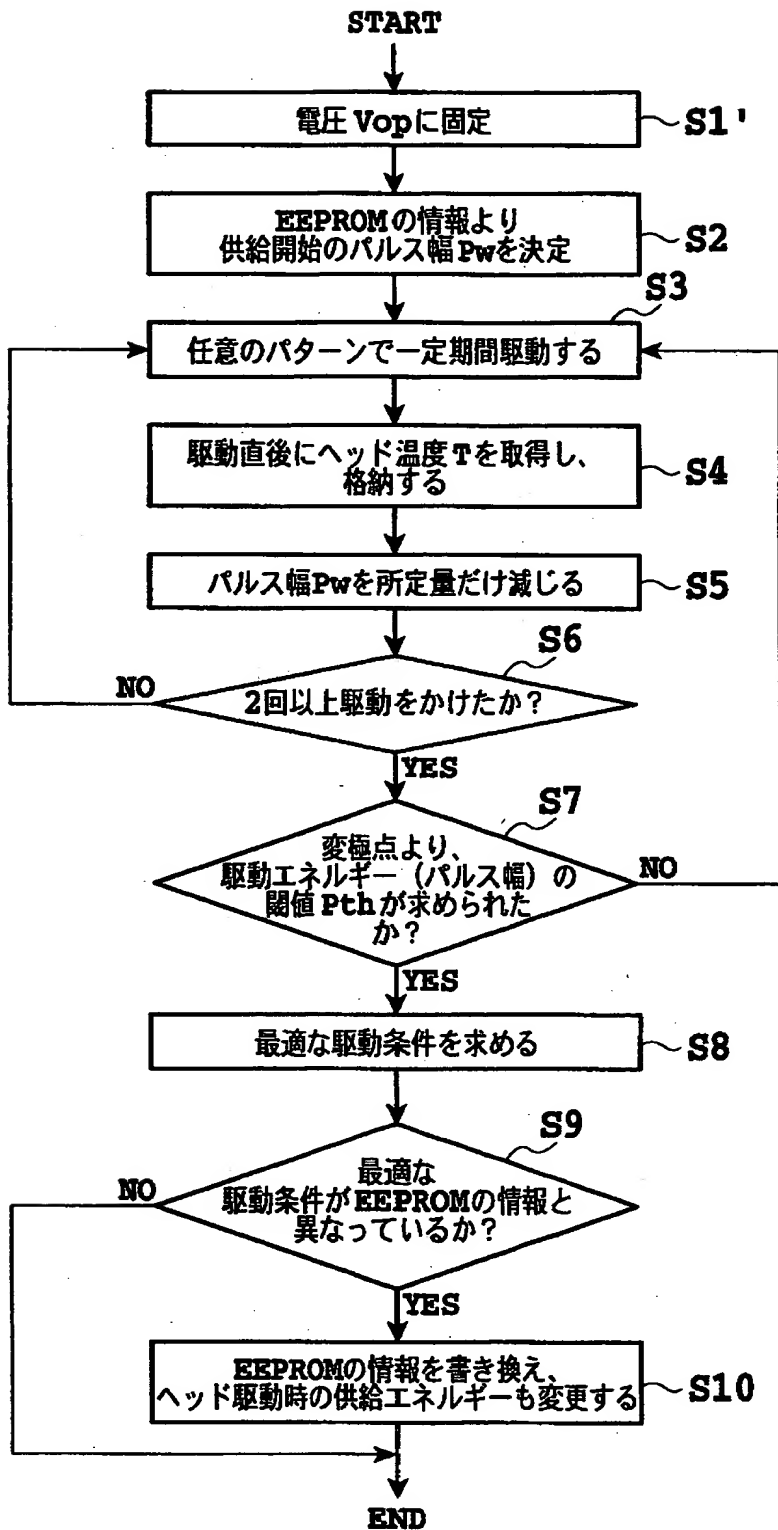 START
電圧Vopに固定
S1'
EEPROMの情報より
供給開始のパルス幅Pwを決定
S2
S3
任意のパターンで一定期間駆動する
駆動直後にヘッド温度Tを取得し、
格納する
S4
パルス幅Pwを所定量だけ減じる
S5
S6
NO
2回以上駆動をかけたか？
YES
S7
変極点より、
駆動エネルギー（パルス幅）の
閾値Pthが求められた
か？
NO
YES
最適な駆動条件を求める
S8
S9
NO
最適な
駆動条件がEEPROMの情報と
異なっているか？
YES
EEPROMの情報を書き換え、
ヘッド駆動時の供給エネルギーも変更する
S10
END